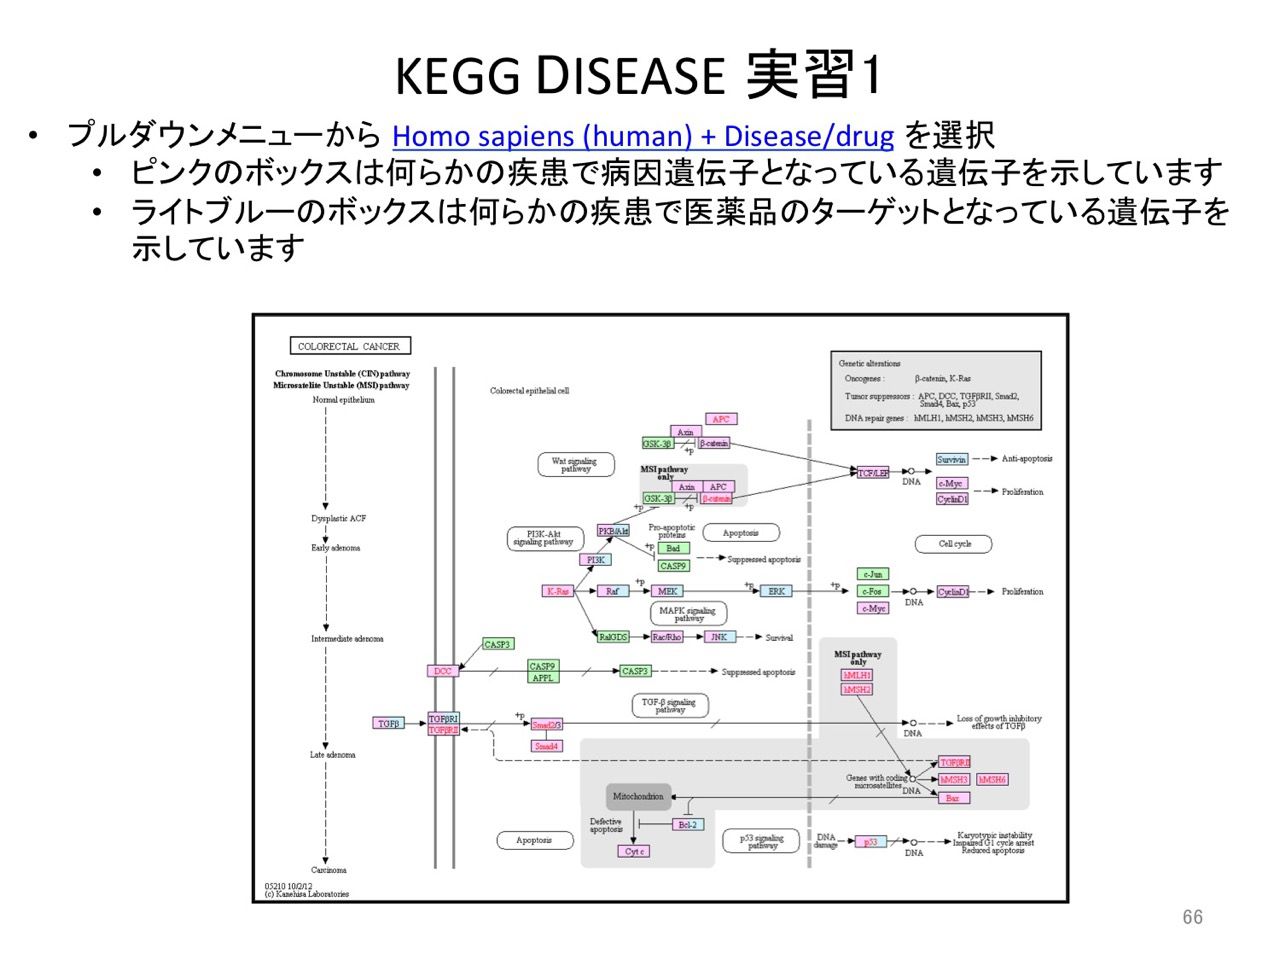 KEGG DISEASE 実習1
• プルダウンメニューから Homo sapiens (human) + Disease/drug を選択
• ピンクのボックスは何らかの疾患で病因遺伝子となっている遺伝子を示しています
• ライトブルーのボックスは何らかの疾患で医薬品のターゲットとなっている遺伝子を
示しています
COLORECTAL CANCER
Chromosome Unstable (CIN) pathway
Microsatelite Unstable (MSI) pathway
Normal epithelium
Dysplastic ACF
Early adenoma
Intermediate adenoma
Late adenoma
Carcinoma
05210 10/2/12
(c) Kanehisa Laboratories
Colorectal epithelial cell
Genetic alterations
Oncogenes : β-catenin, K-Ras
Tumor suppressors : APC, DCC, TGFβRII, Smad2,
Smad4, Bax, p53
DNA repair genes : hMLH1, hMSH2, hMSH3, hMSH6
APC
Axin
GSK-3β
β-catenin
+p
Wnt signaling
pathway
MSI pathway
only
Axin
APC
GSK-3β
β-catenin
+p
+p
TCF/LEF
DNA
Survivin
Anti-apoptosis
c-Myc
CyclinD1
Proliferation
PI3K-Akt
signaling pathway
PKB/Akt
Pro-apoptotic
proteins
Apoptosis
+p
Bad
CASP9
Suppressed apoptosis
Cell cycle
PI3K
K-Ras
Raf
+p
MEK
+p
ERK
+p
c-Jun
c-Fos
c-Myc
DNA
CyclinD1
Proliferation
MAPK signaling
pathway
RalGDS
Rac/Rho
JNK
Survival
CASP3
DCC
CASP9
APPL
CASP3
Suppressed apoptosis
MSI pathway
only
hMLH1
hMSH2
TGF-β signaling
pathway
TGFβ
TGFβRI
TGFβRII
+p
Smad2/3
Smad4
DNA
Loss of growth inhibitory
effects of TGFβ
Genes with coding
microsatellites
DNA
TGFβRII
hMSH3
hMSH6
Bax
Mitochondrion
Defective
apoptosis
Bcl-2
Cyt c
Apoptosis
p53 signaling
pathway
DNA
damage
p53
DNA
Karyotypic instability
Impaired G1 cycle arrest
Reduced apoptosis
66